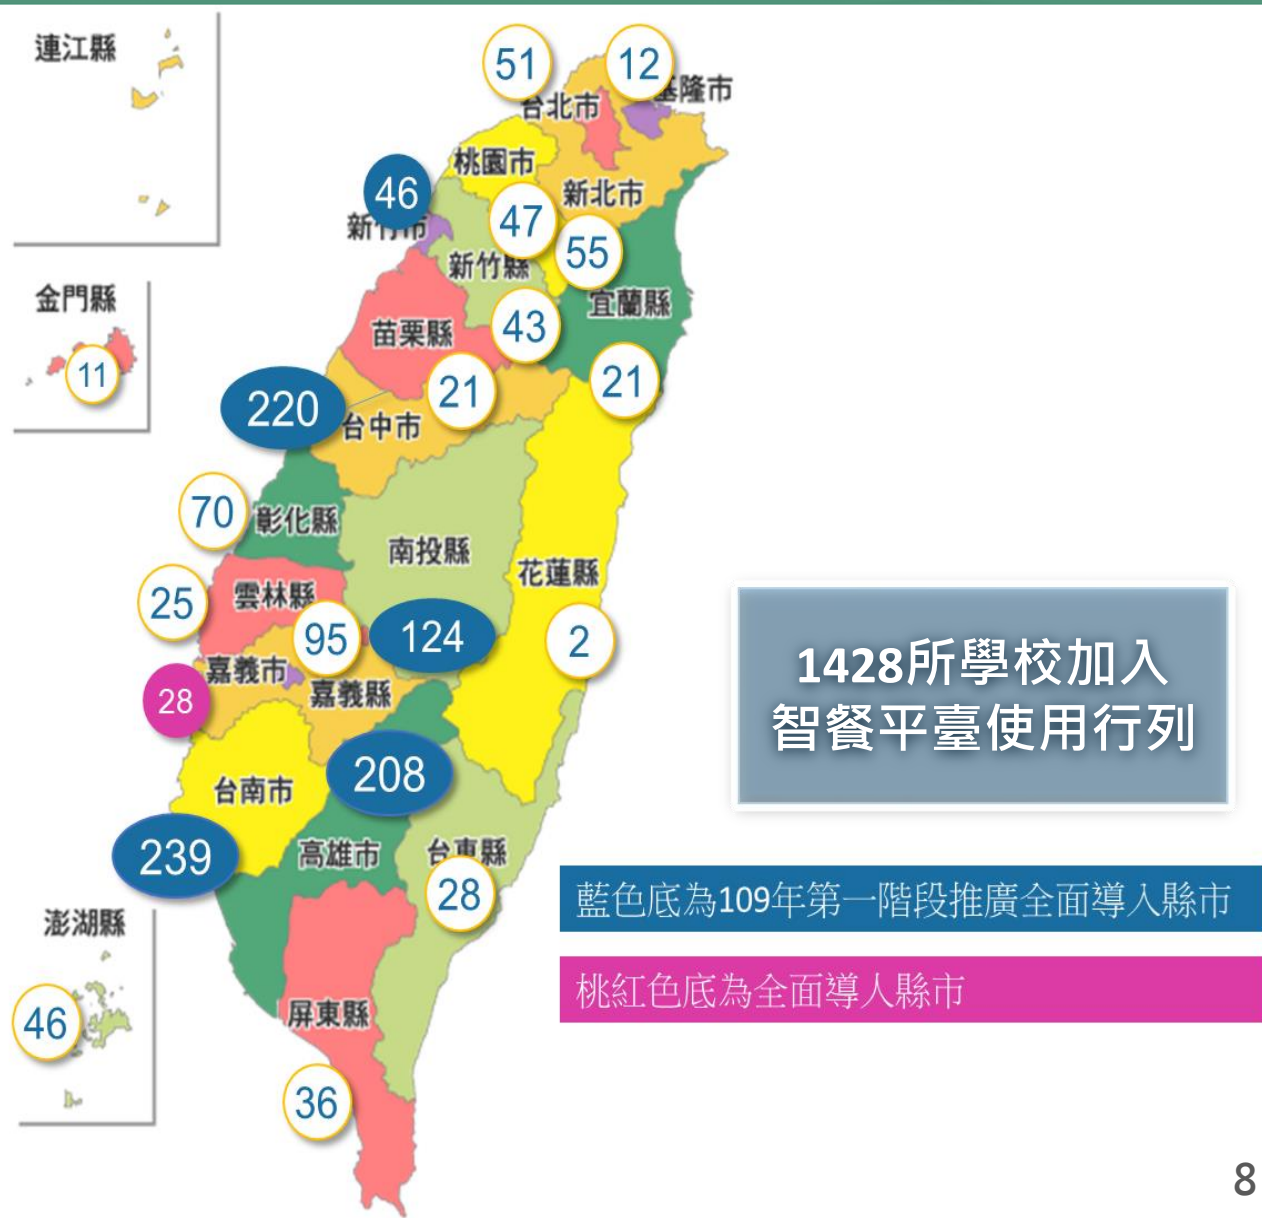 連江縣
51
12
台北市
基隆市
桃園市
46
新竹市
47
新北市
55
新竹縣
金門縣
宜蘭縣
43
苗栗縣
11
220
21
21
台中市
70
彰化縣
南投縣
花蓮縣
25
雲林縣
95
124
2
1428所學校加入
智餐平臺使用行列
嘉義市
28
嘉義縣
208
台南市
239
高雄市
台東縣
28
藍色底為109年第一階段推廣全面導入縣市
澎湖縣
桃紅色底為全面導人縣市
46
屏東縣
36
8